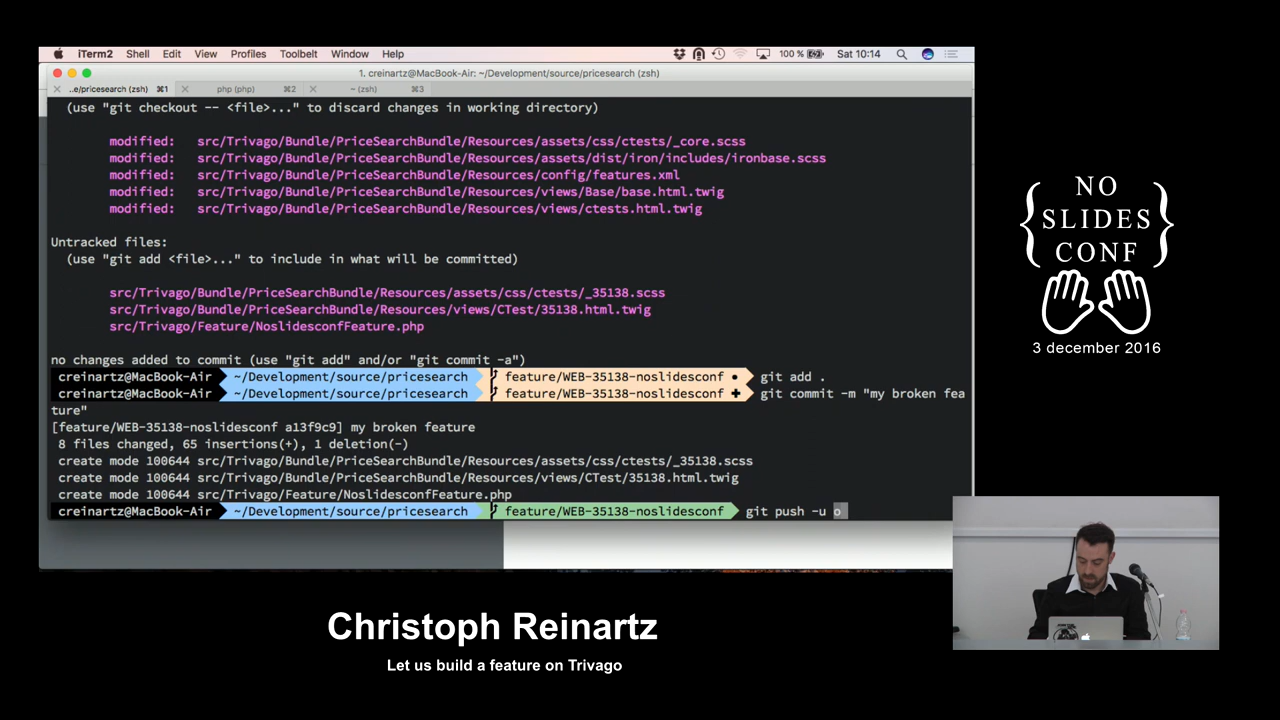 iTerm2 Shell Edit View Profiles Toolbelt Window Help 100 % Sat 10:14
1. creinartz@MacBook-Air: ~/Development/source/pricesearch (zsh)
..e/pricesearch (zsh) ⌘1 php (php) ⌘2 ~ (zsh) ⌘3
(use "git checkout -- <file>..." to discard changes in working directory)
modified: src/Trivago/Bundle/PriceSearchBundle/Resources/assets/css/ctests/_core.scss
modified: src/Trivago/Bundle/PriceSearchBundle/Resources/assets/dist/iron/includes/ironbase.scss
modified: src/Trivago/Bundle/PriceSearchBundle/Resources/config/features.xml
modified: src/Trivago/Bundle/PriceSearchBundle/Resources/views/Base/base.html.twig
modified: src/Trivago/Bundle/PriceSearchBundle/Resources/views/ctests.html.twig
Untracked files:
(use "git add <file>..." to include in what will be committed)
src/Trivago/Bundle/PriceSearchBundle/Resources/assets/css/ctests/_35138.scss
src/Trivago/Bundle/PriceSearchBundle/Resources/views/CTest/35138.html.twig
src/Trivago/Feature/NoslidesconfFeature.php
no changes added to commit (use "git add" and/or "git commit -a")
creinartz@MacBook-Air ~/Development/source/pricesearch feature/WEB-35138-noslidesconf • git add .
creinartz@MacBook-Air ~/Development/source/pricesearch feature/WEB-35138-noslidesconf ✚ git commit -m "my broken fea
ture"
[feature/WEB-35138-noslidesconf a13f9c9] my broken feature
8 files changed, 65 insertions(+), 1 deletion(-)
create mode 100644 src/Trivago/Bundle/PriceSearchBundle/Resources/assets/css/ctests/_35138.scss
create mode 100644 src/Trivago/Bundle/PriceSearchBundle/Resources/views/CTest/35138.html.twig
create mode 100644 src/Trivago/Feature/NoslidesconfFeature.php
creinartz@MacBook-Air ~/Development/source/pricesearch feature/WEB-35138-noslidesconf git push -u o
NO
SLIDES
CONF
3 december 2016
Christoph Reinartz
Let us build a feature on Trivago